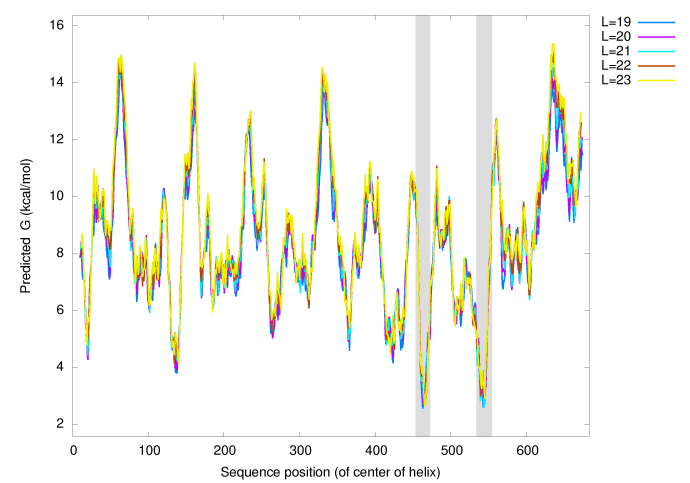 16
14
12
10
8
6
4
2
0
100
200
300
400
500
600
Predicted G (kcal/mol)
Sequence position (of center of helix)
L=19
L=20
L=21
L=22
L=23